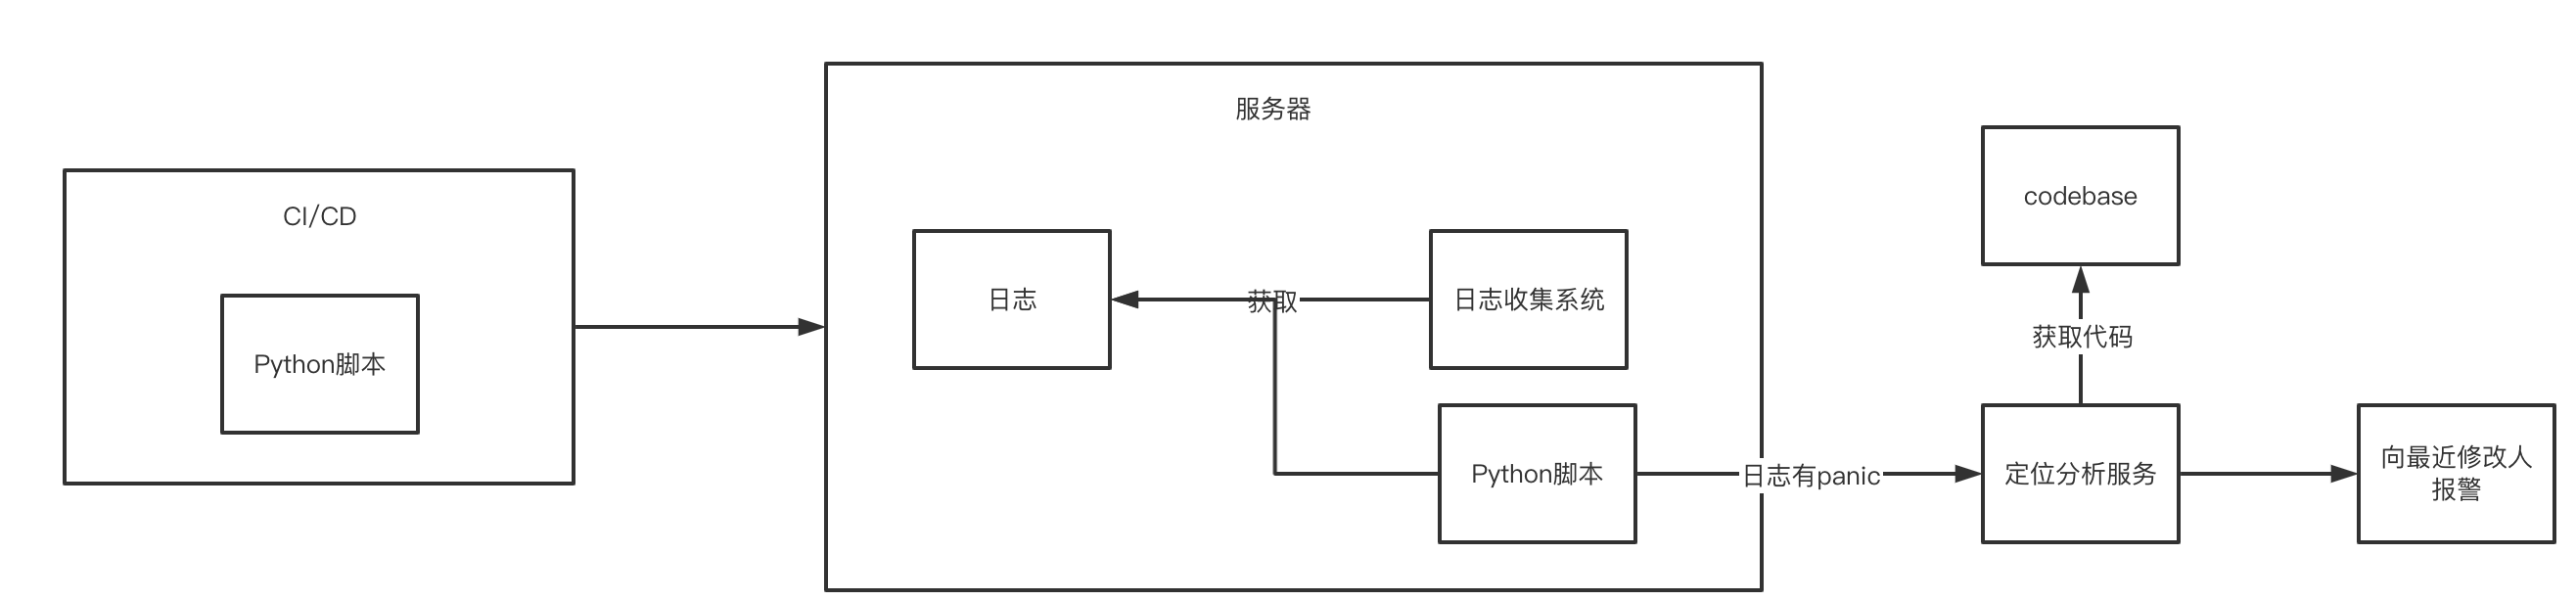 CI/CD
Python脚本
服务器
日志
获取
日志收集系统
Python脚本
日志有panic
codebase
获取代码
定位分析服务
向最近修改人
报警